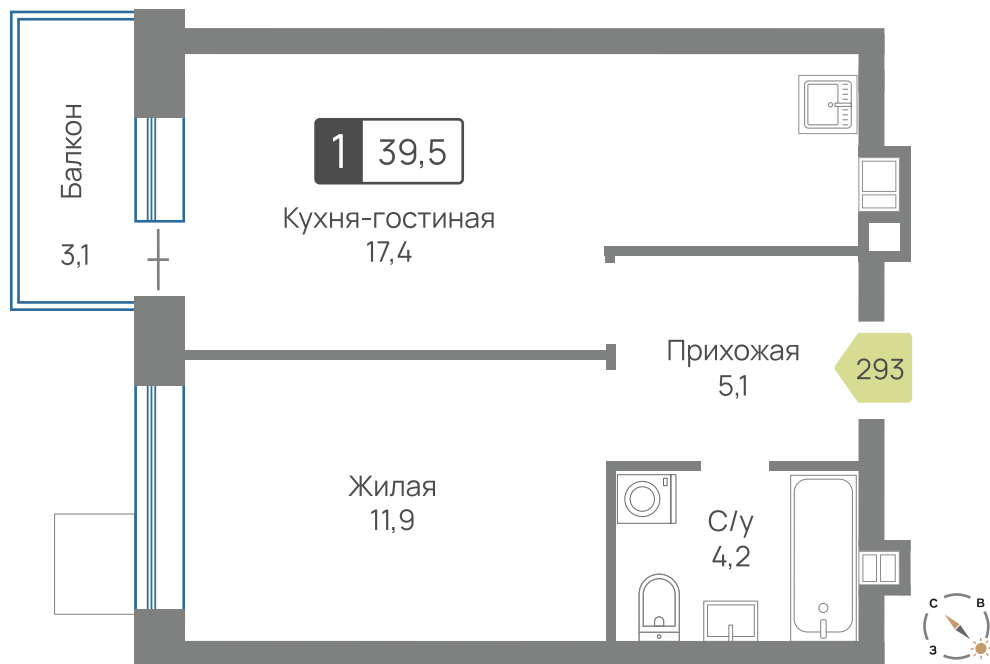 Балкон
3,1
1 39,5
Кухня-гостиная
17,4
Прихожая
5,1
293
Жилая
11,9
С/у
4,2
С В
З